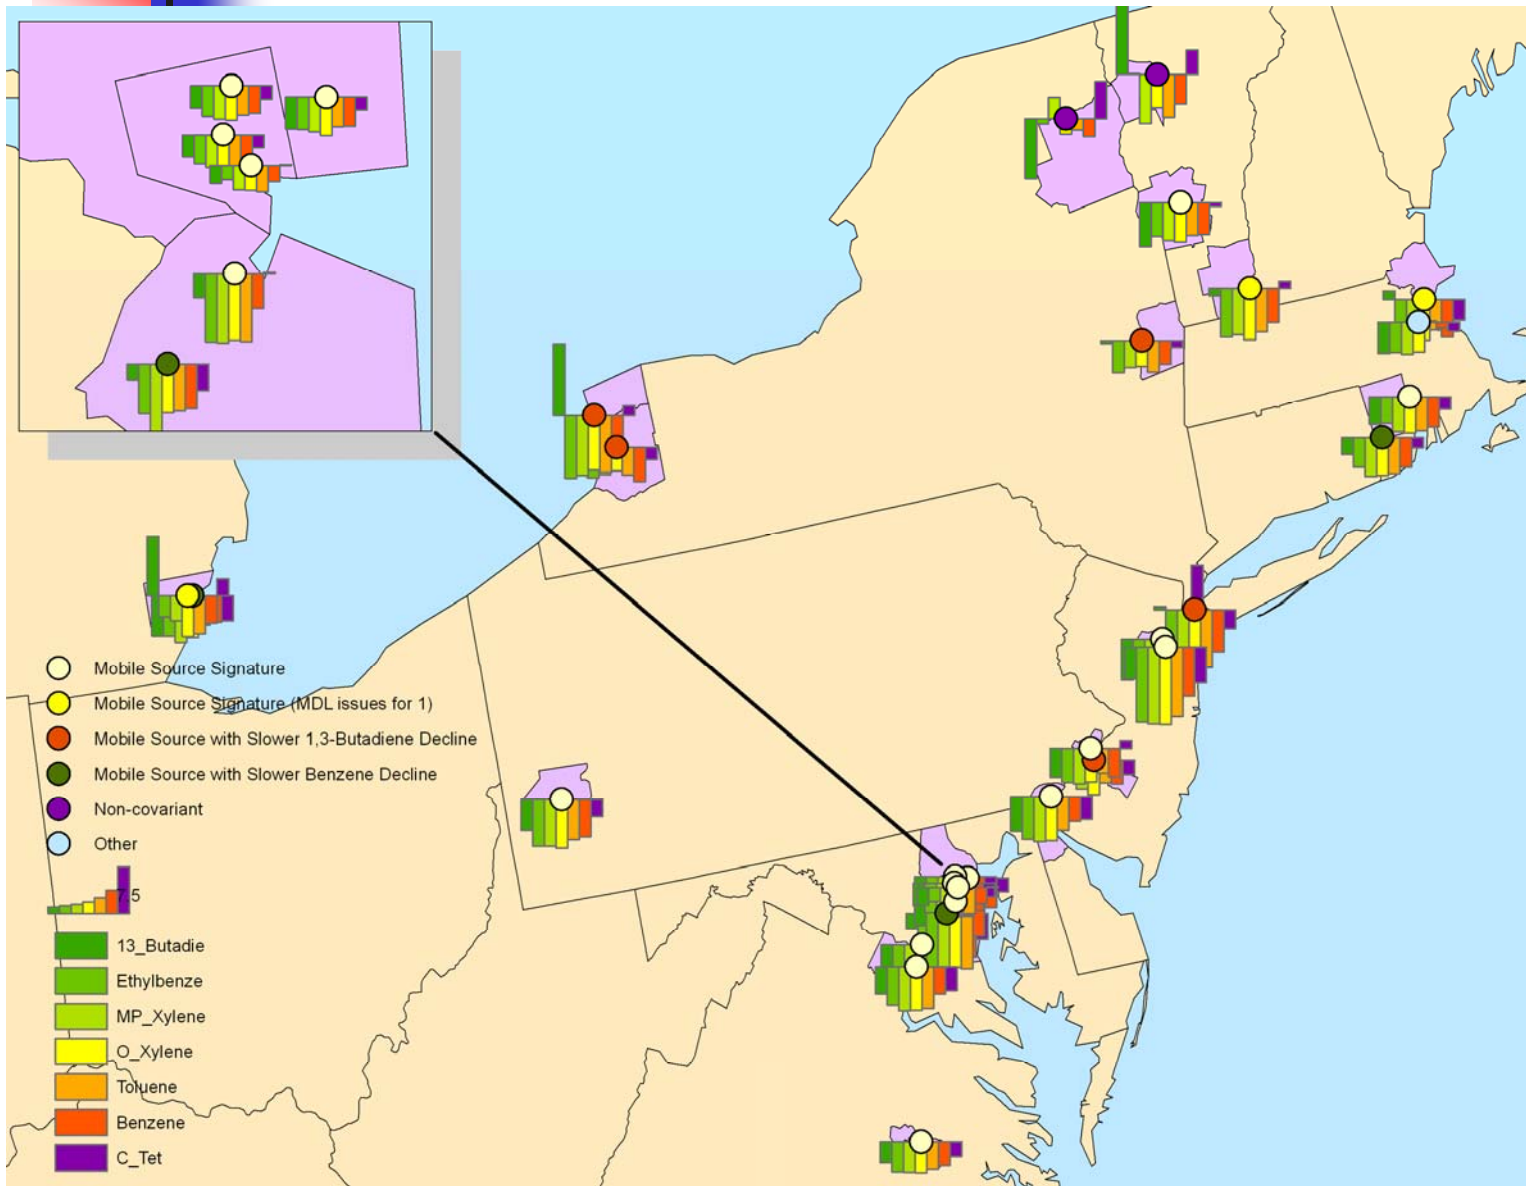 Mobile Source Signature
Mobile Source Signature (MDL issues for 1)
Mobile Source with Slower 1,3-Butadiene Decline
Mobile Source with Slower Benzene Decline
Non-covariant
Other
7.5
13_Butadie
Ethylbenze
MP_Xylene
O_Xylene
Toluene
Benzene
C_Tet